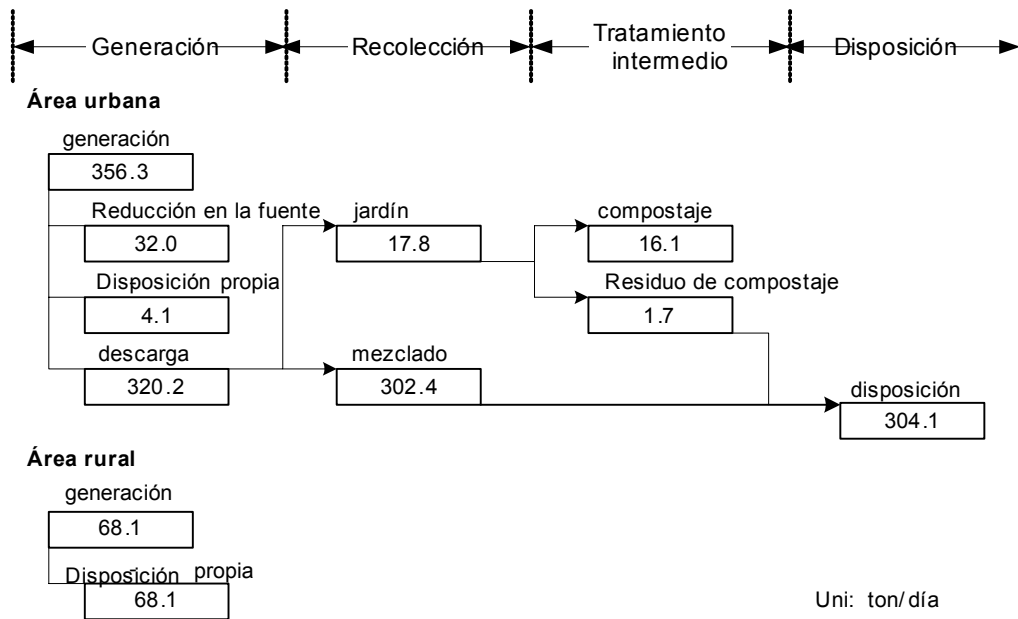 Generación Recolección Tratamiento intermedio Disposición
Área urbana
generación
356.3
Reducción en la fuente jardín compostaje
32.0 17.8 16.1
Disposición propia Residuo de compostaje
4.1 1.7
descarga mezclado
320.2 302.4
disposición
304.1
Área rural
generación
68.1
Disposición propia
68.1
Uni: ton/día